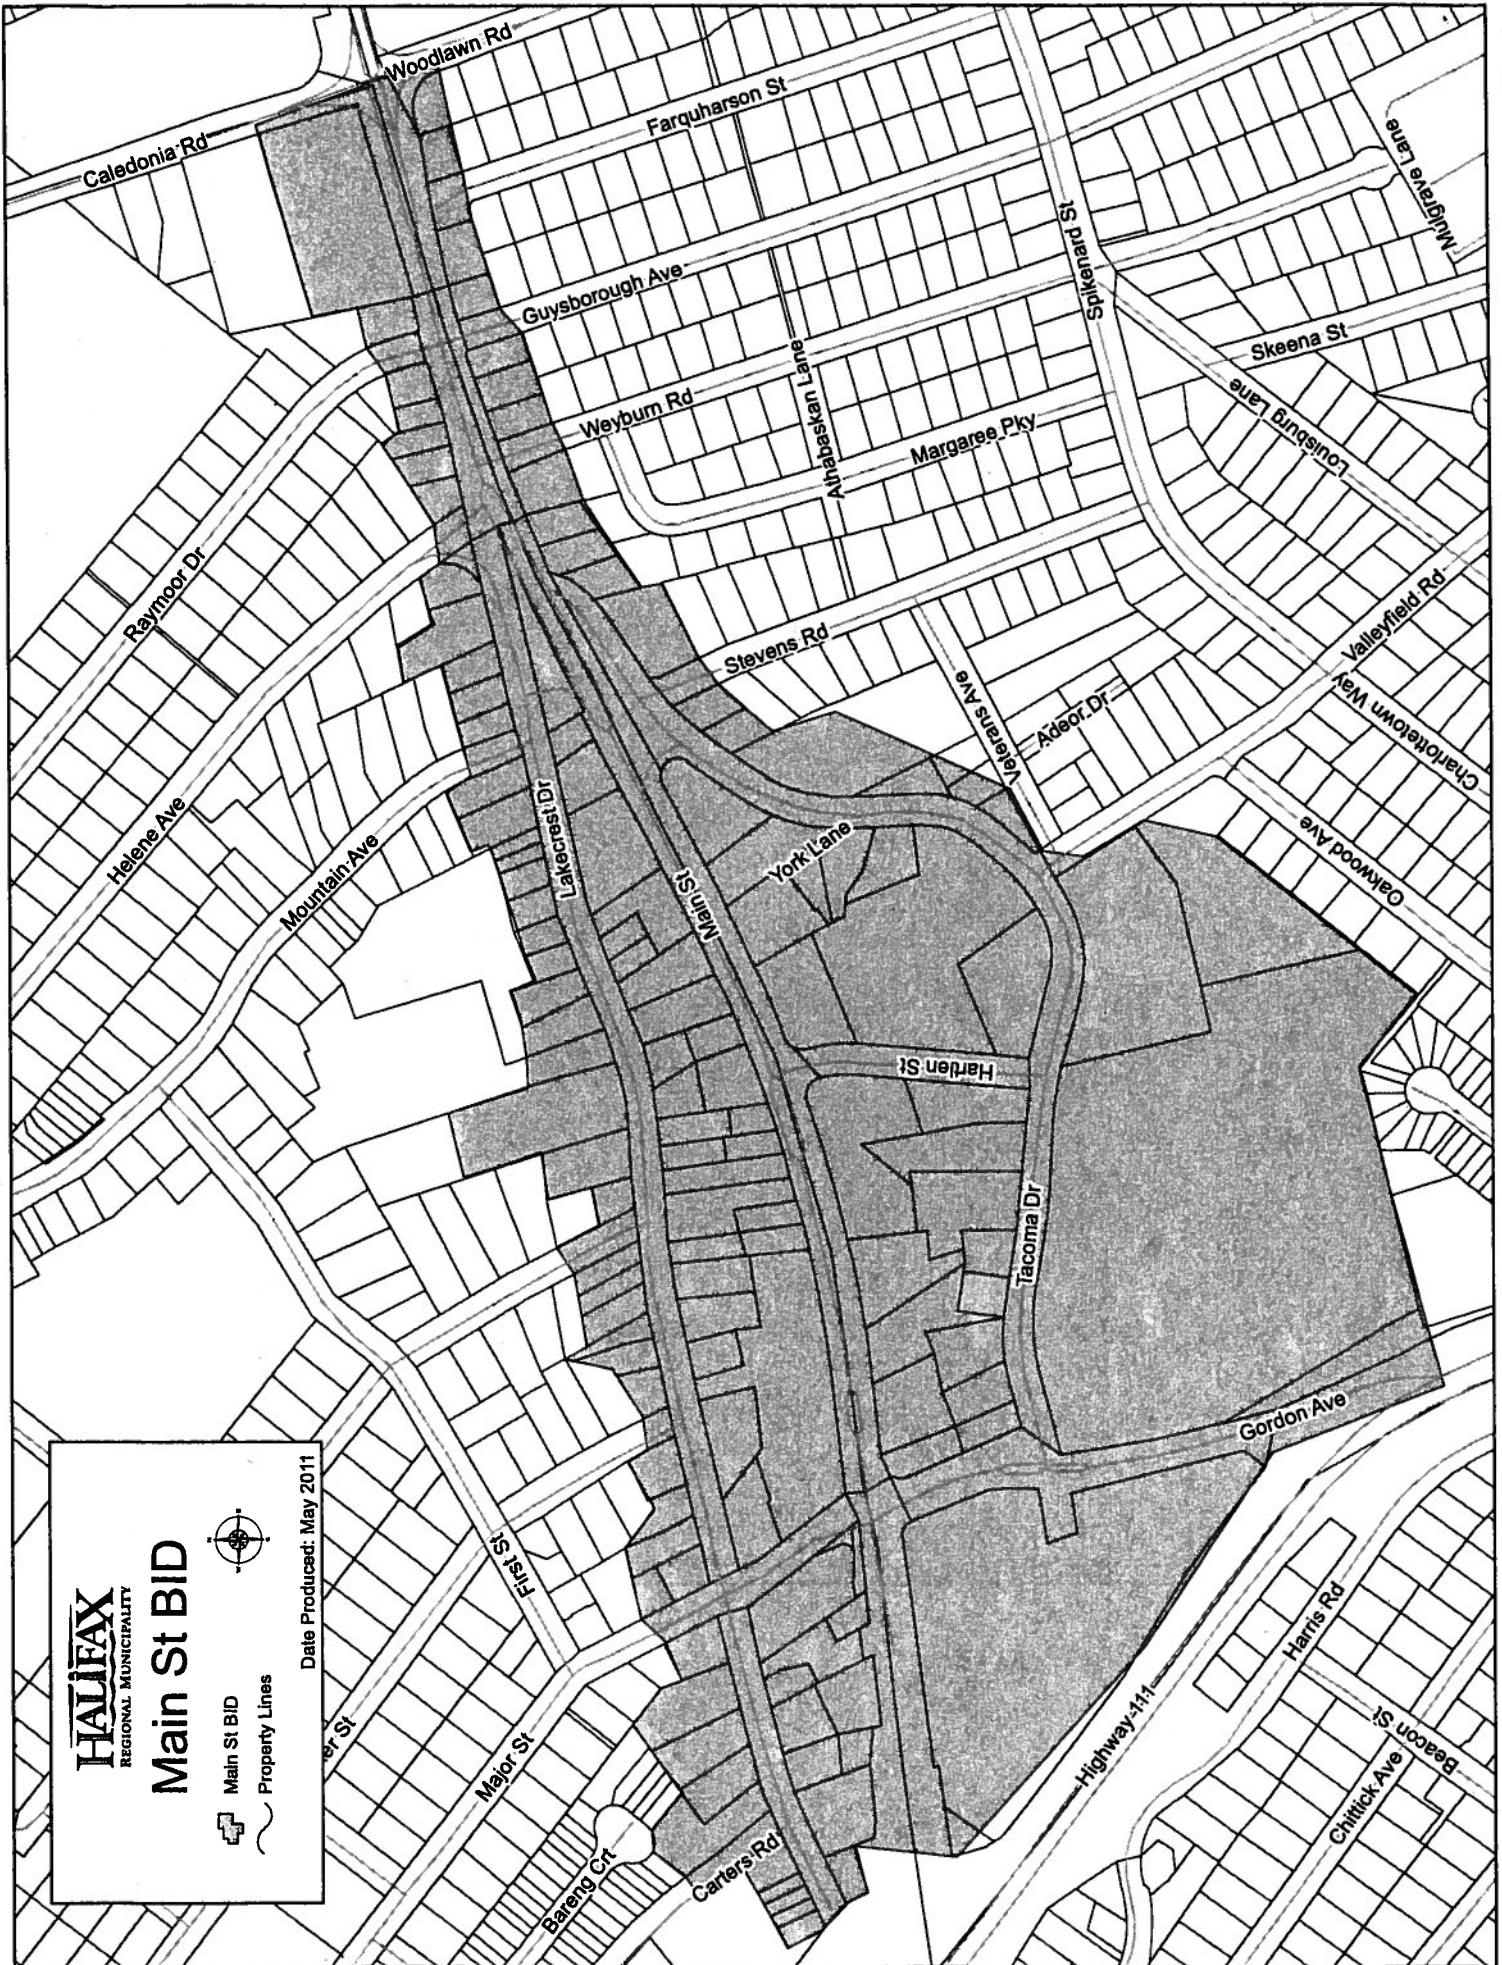 HALIFAX
REGIONAL MUNICIPALITY
Main St BID
Main St BID
Property Lines
Date Produced: May 2011
Woodlawn Rd
Caledonia Rd
Farquharson St
Guysborough Ave
Weyburn Rd
Athabaskan Lane
Margaree Pky
Spikenard St
Mulgrave Lane
Skeena St
Louisburg Lane
Valleyfield Rd
Charlottetown Way
Oakwood Ave
Stevens Rd
Veterans Ave
Adeor Dr
Raymoor Dr
Helene Ave
Mountain Ave
Lakecrest Dr
Main St
York Lane
Hartlen St
Tacoma Dr
Gordon Ave
First St
er St
Major St
Bareng Crt
Carters Rd
Highway 111
Harris Rd
Beacon St
Chittick Ave